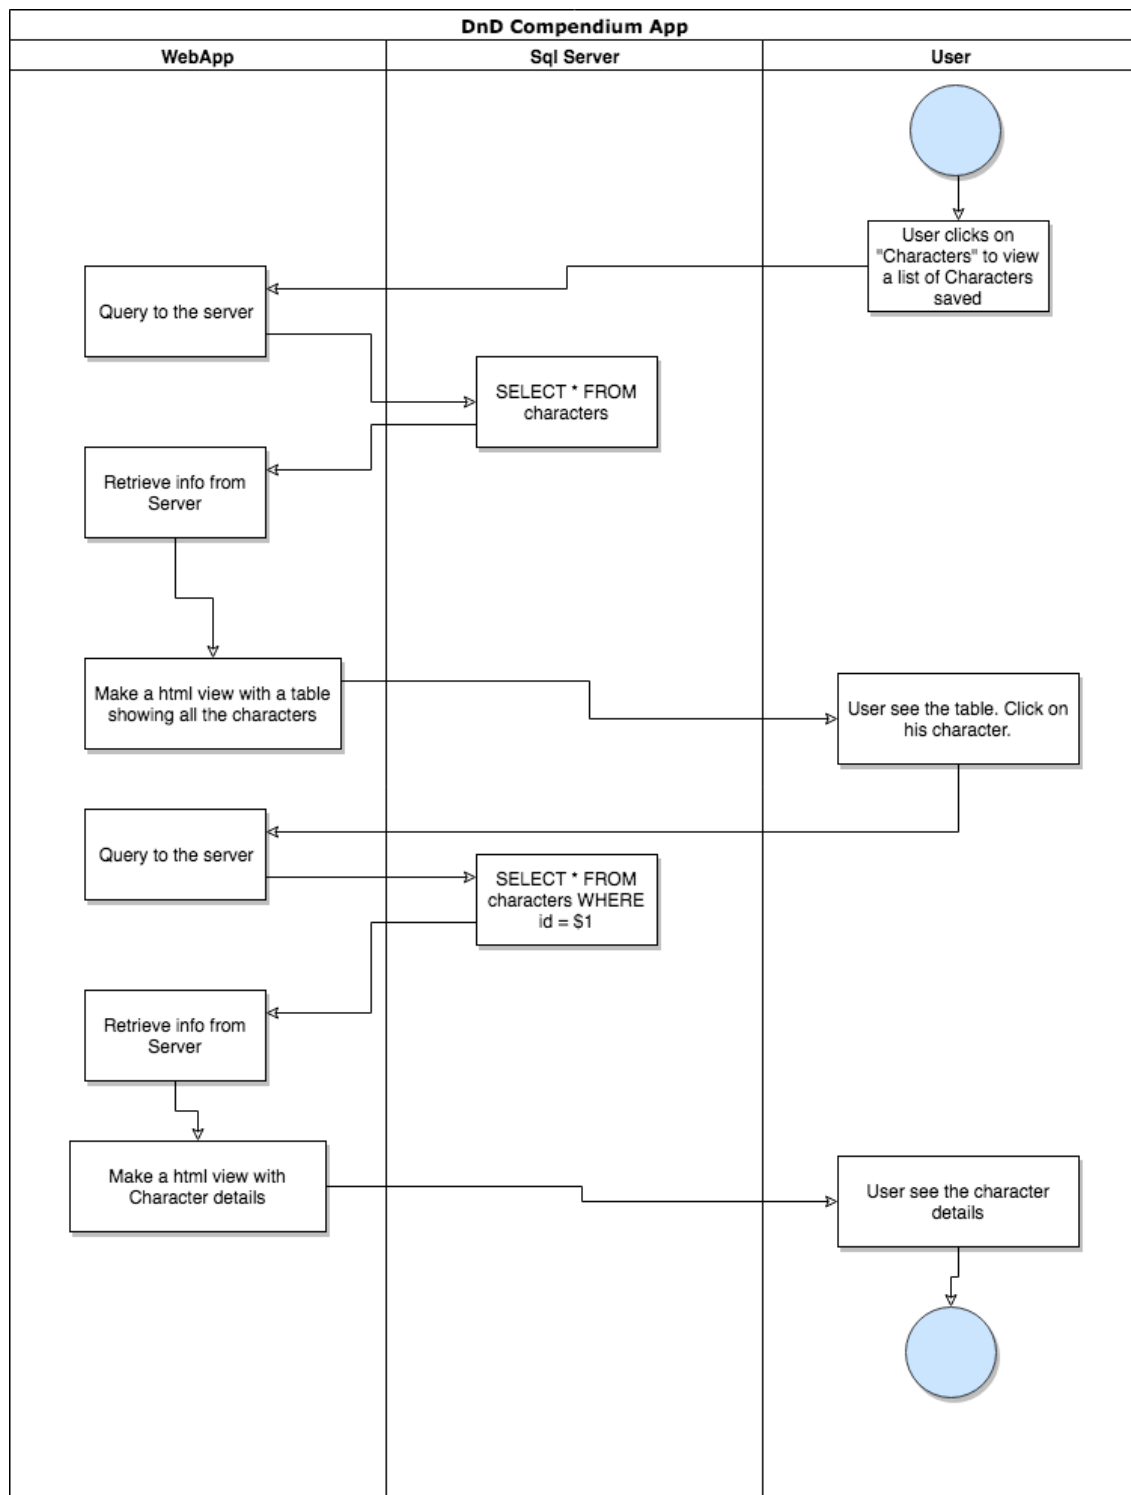 DnD Compendium App
WebApp
Sql Server
User
User clicks on
"Characters" to view
a list of Characters
saved
Query to the server
SELECT * FROM
characters
Retrieve info from
Server
Make a html view with a table
showing all the characters
User see the table. Click on
his character.
Query to the server
SELECT * FROM
characters WHERE
id = $1
Retrieve info from
Server
Make a html view with
Character details
User see the character
details